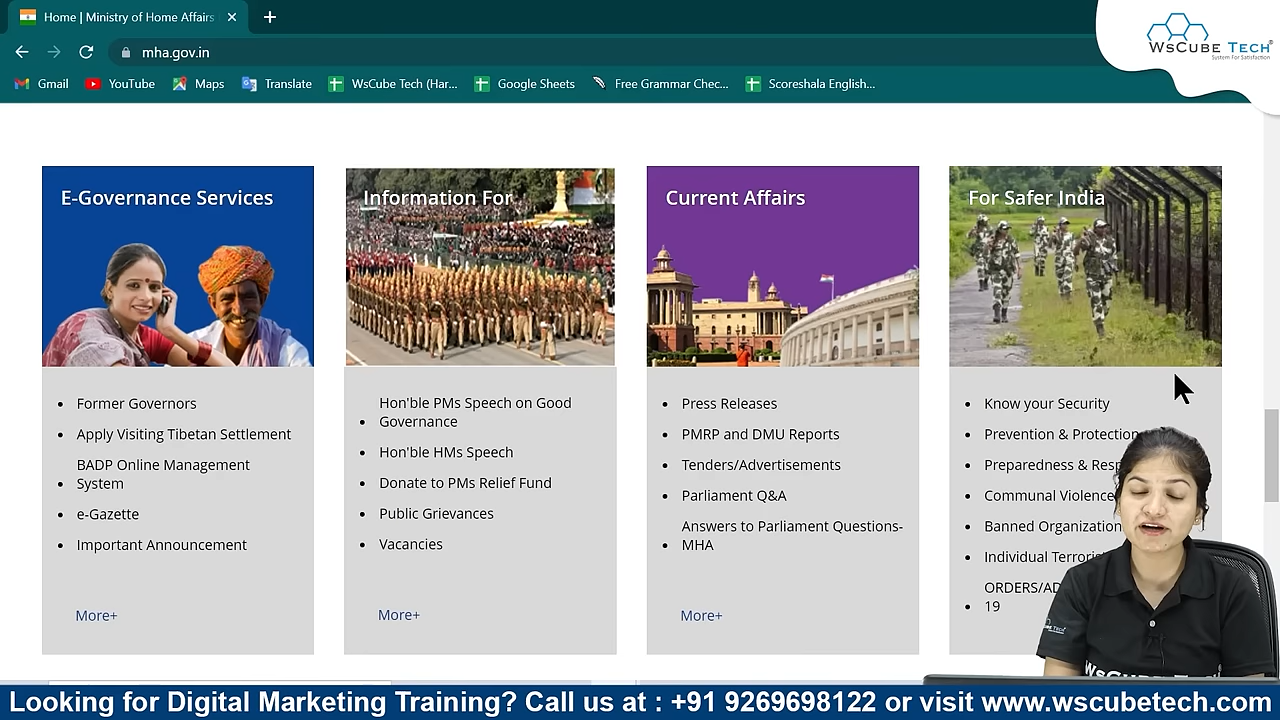 Home | Ministry of Home Affairs
mha.gov.in
Gmail
YouTube
Maps
Translate
WsCube Tech (Har...
Google Sheets
Free Grammar Chec...
Scoreshala English...
WsCube Tech®
System For Satisfaction
E-Governance Services
Former Governors
Apply Visiting Tibetan Settlement
BADP Online Management
System
e-Gazette
Important Announcement
More+
Information For
Hon'ble PMs Speech on Good
Governance
Hon'ble HMs Speech
Donate to PMs Relief Fund
Public Grievances
Vacancies
More+
Current Affairs
Press Releases
PMRP and DMU Reports
Tenders/Advertisements
Parliament Q&A
Answers to Parliament Questions-
MHA
More+
For Safer India
Know your Security
Prevention & Protection
Preparedness &
Communal Violence
Banned
Individual
19
WsCube Tech
Looking for Digital Marketing Training? Call us at : +91 9269698122 or visit www.wscubetech.com